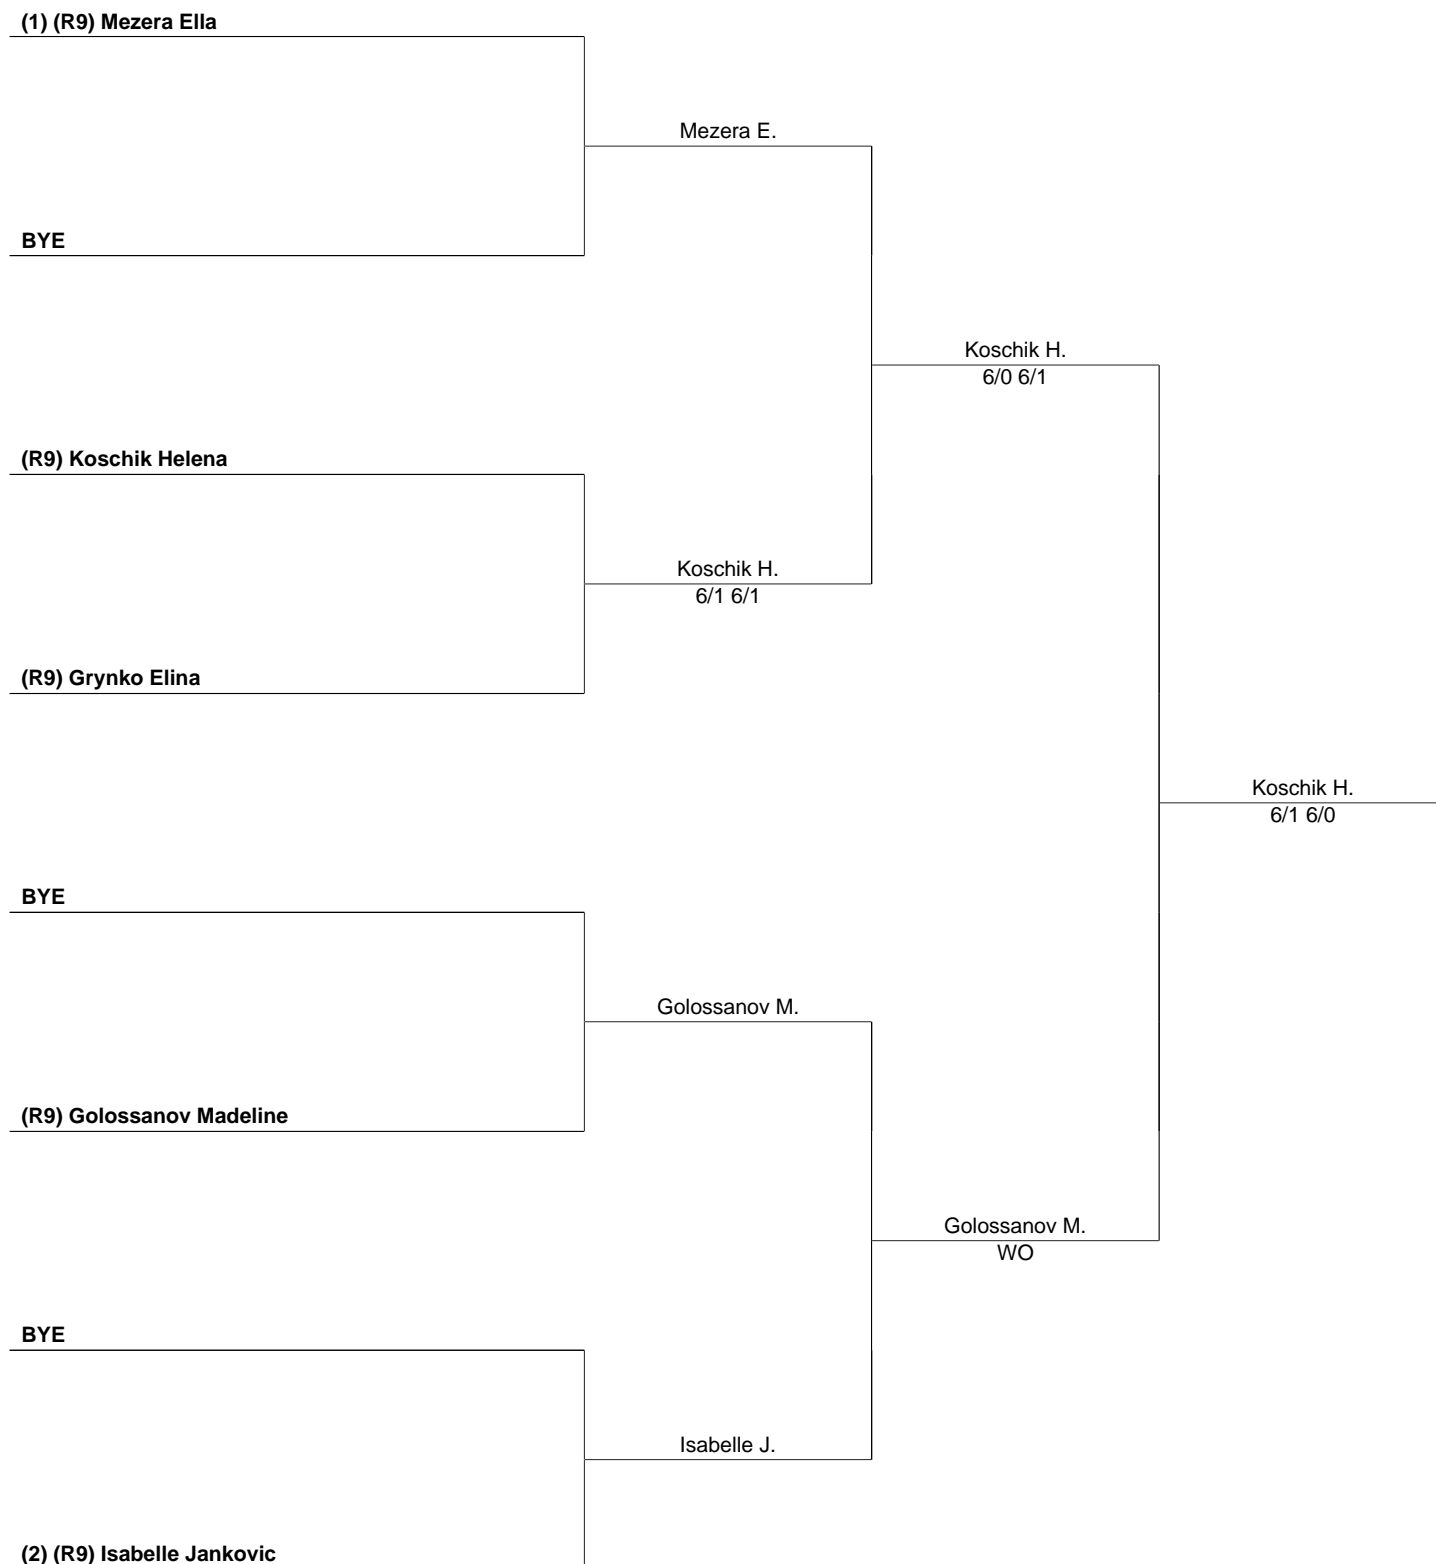 (1) (R9) Mezera Ella
Mezera E.
BYE
Koschik H.
6/0 6/1
(R9) Koschik Helena
Koschik H.
6/1 6/1
(R9) Grynko Elina
Koschik H.
6/1 6/0
BYE
Golossanov M.
(R9) Golossanov Madeline
Golossanov M.
WO
BYE
Isabelle J.
(2) (R9) Isabelle Jankovic